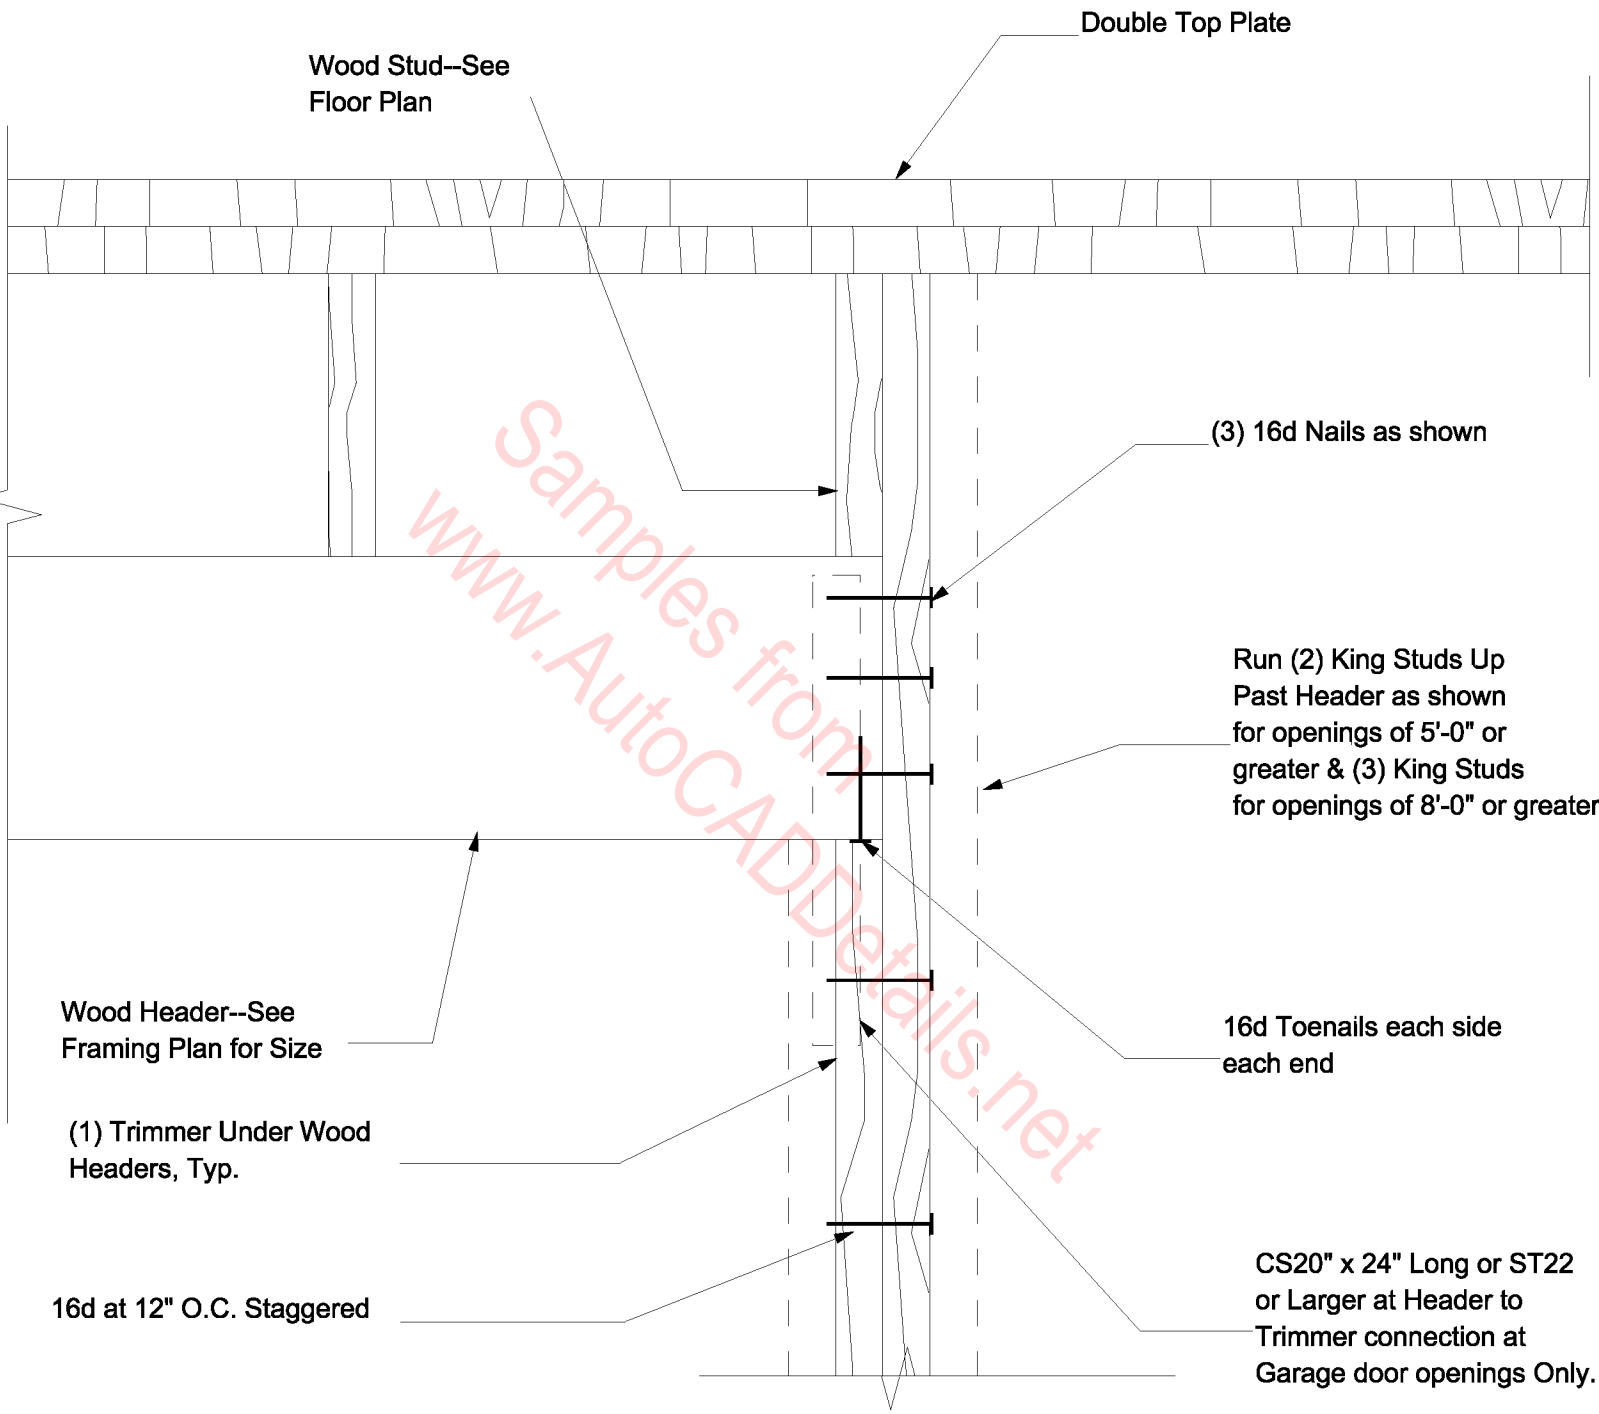 Double Top Plate
Wood Stud--See
Floor Plan
(3) 16d Nails as shown
Run (2) King Studs Up
Past Header as shown
for openings of 5'-0" or
greater & (3) King Studs
for openings of 8'-0" or greater
Wood Header--See
Framing Plan for Size
16d Toenails each side
each end
(1) Trimmer Under Wood
Headers, Typ.
CS20" x 24" Long or ST22
or Larger at Header to
Trimmer connection at
Garage door openings Only.
16d at 12" O.C. Staggered
Samples from
www.AutoCADDetails.net